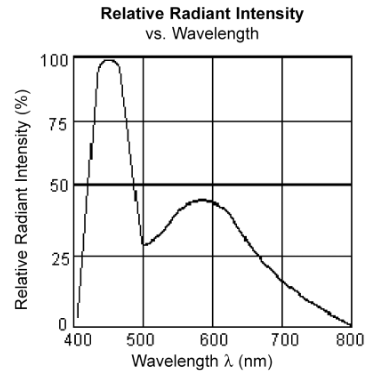 Relative Radiant Intensity
vs. Wavelength
Relative Radiant Intensity (%)
100
75
50
25
0
400 500 600 700 800
Wavelength λ (nm)